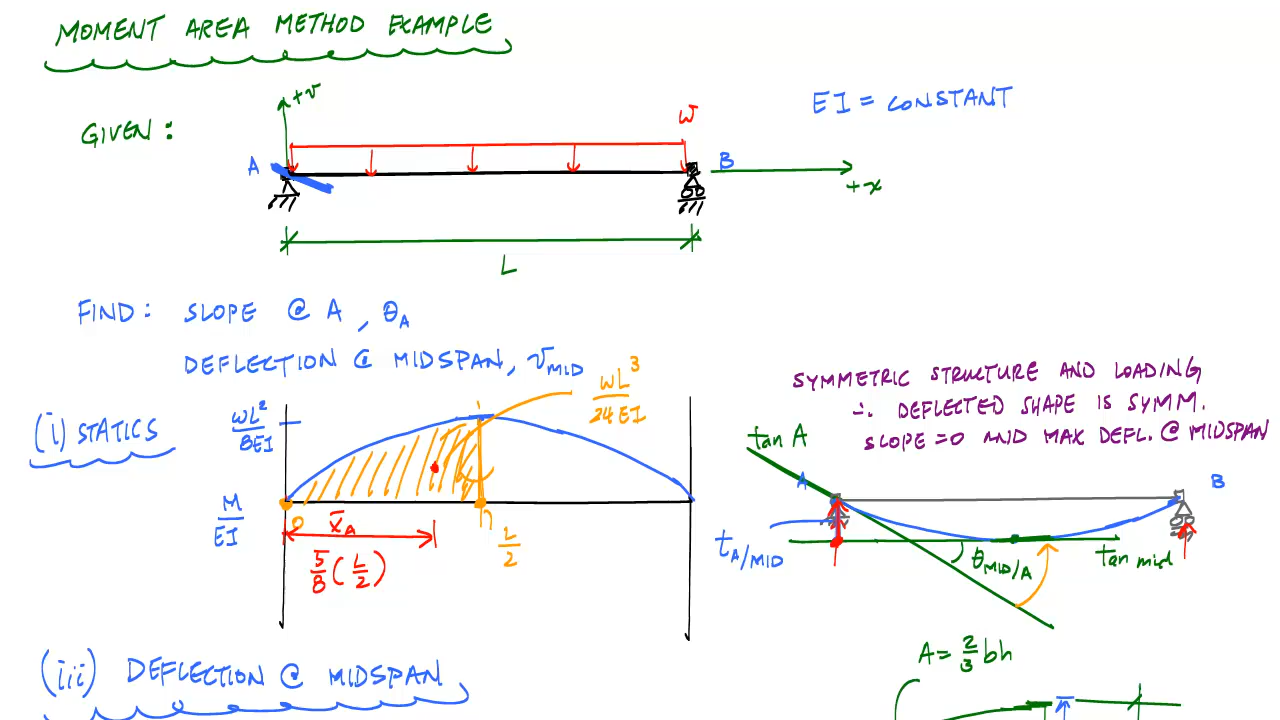 MOMENT AREA METHOD EXAMPLE
+v
GIVEN:
A
W
B
+x
L
EI = CONSTANT
FIND: SLOPE @ A, θA
DEFLECTION @ MIDSPAN, vMID
(i) STATICS
WL²
8EI
WL³
24EI
M
EI
0
x̄A
5/8 (L/2)
L
2
SYMMETRIC STRUCTURE AND LOADING
∴ DEFLECTED SHAPE IS SYMM.
SLOPE = 0 AND MAX DEFL. @ MIDSPAN
tan A
A
B
tA/MID
θMID/A
tan mid
A = 2/3 bh
(iii) DEFLECTION @ MIDSPAN